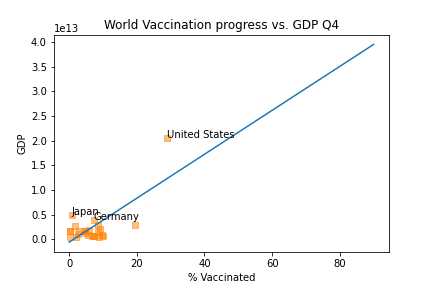 World Vaccination progress vs. GDP Q4
1e13
4.0
3.5
3.0
2.5
2.0
1.5
1.0
0.5
0.0
GDP
United States
Japan
Germany
0
20
40
60
80
% Vaccinated